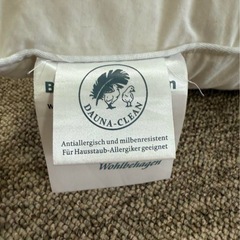 DAUNA-CLEAN
Antiallergisch und milbenresistent
Für Hausstaub-Allergiker geeignet
Wohlbehagen